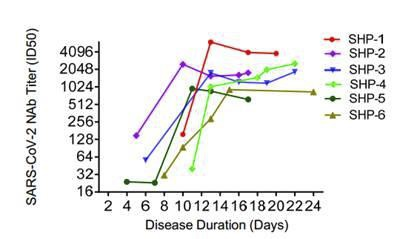 SARS-CoV-2 NAb Titer (ID50)
4096
2048
1024
512
256
128
64
32
16
2 4 6 8 10 12 14 16 18 20 22 24
Disease Duration (Days)
SHP-1
SHP-2
SHP-3
SHP-4
SHP-5
SHP-6